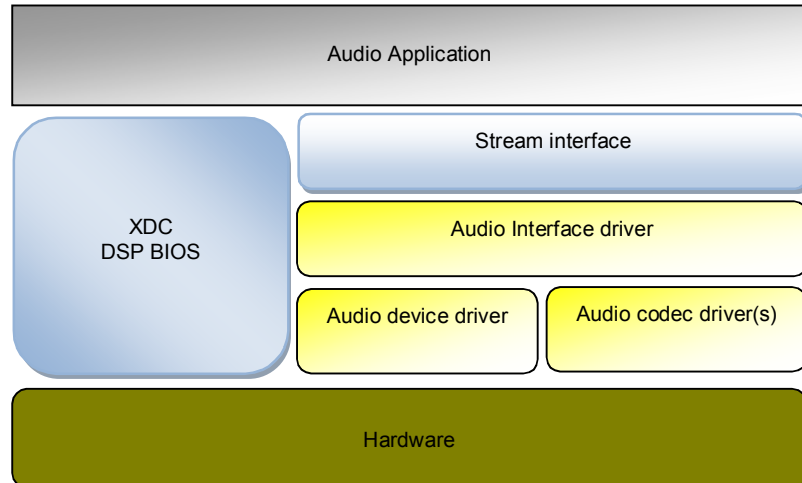 Audio Application
Stream interface
XDC
DSP BIOS
Audio Interface driver
Audio device driver
Audio codec driver(s)
Hardware